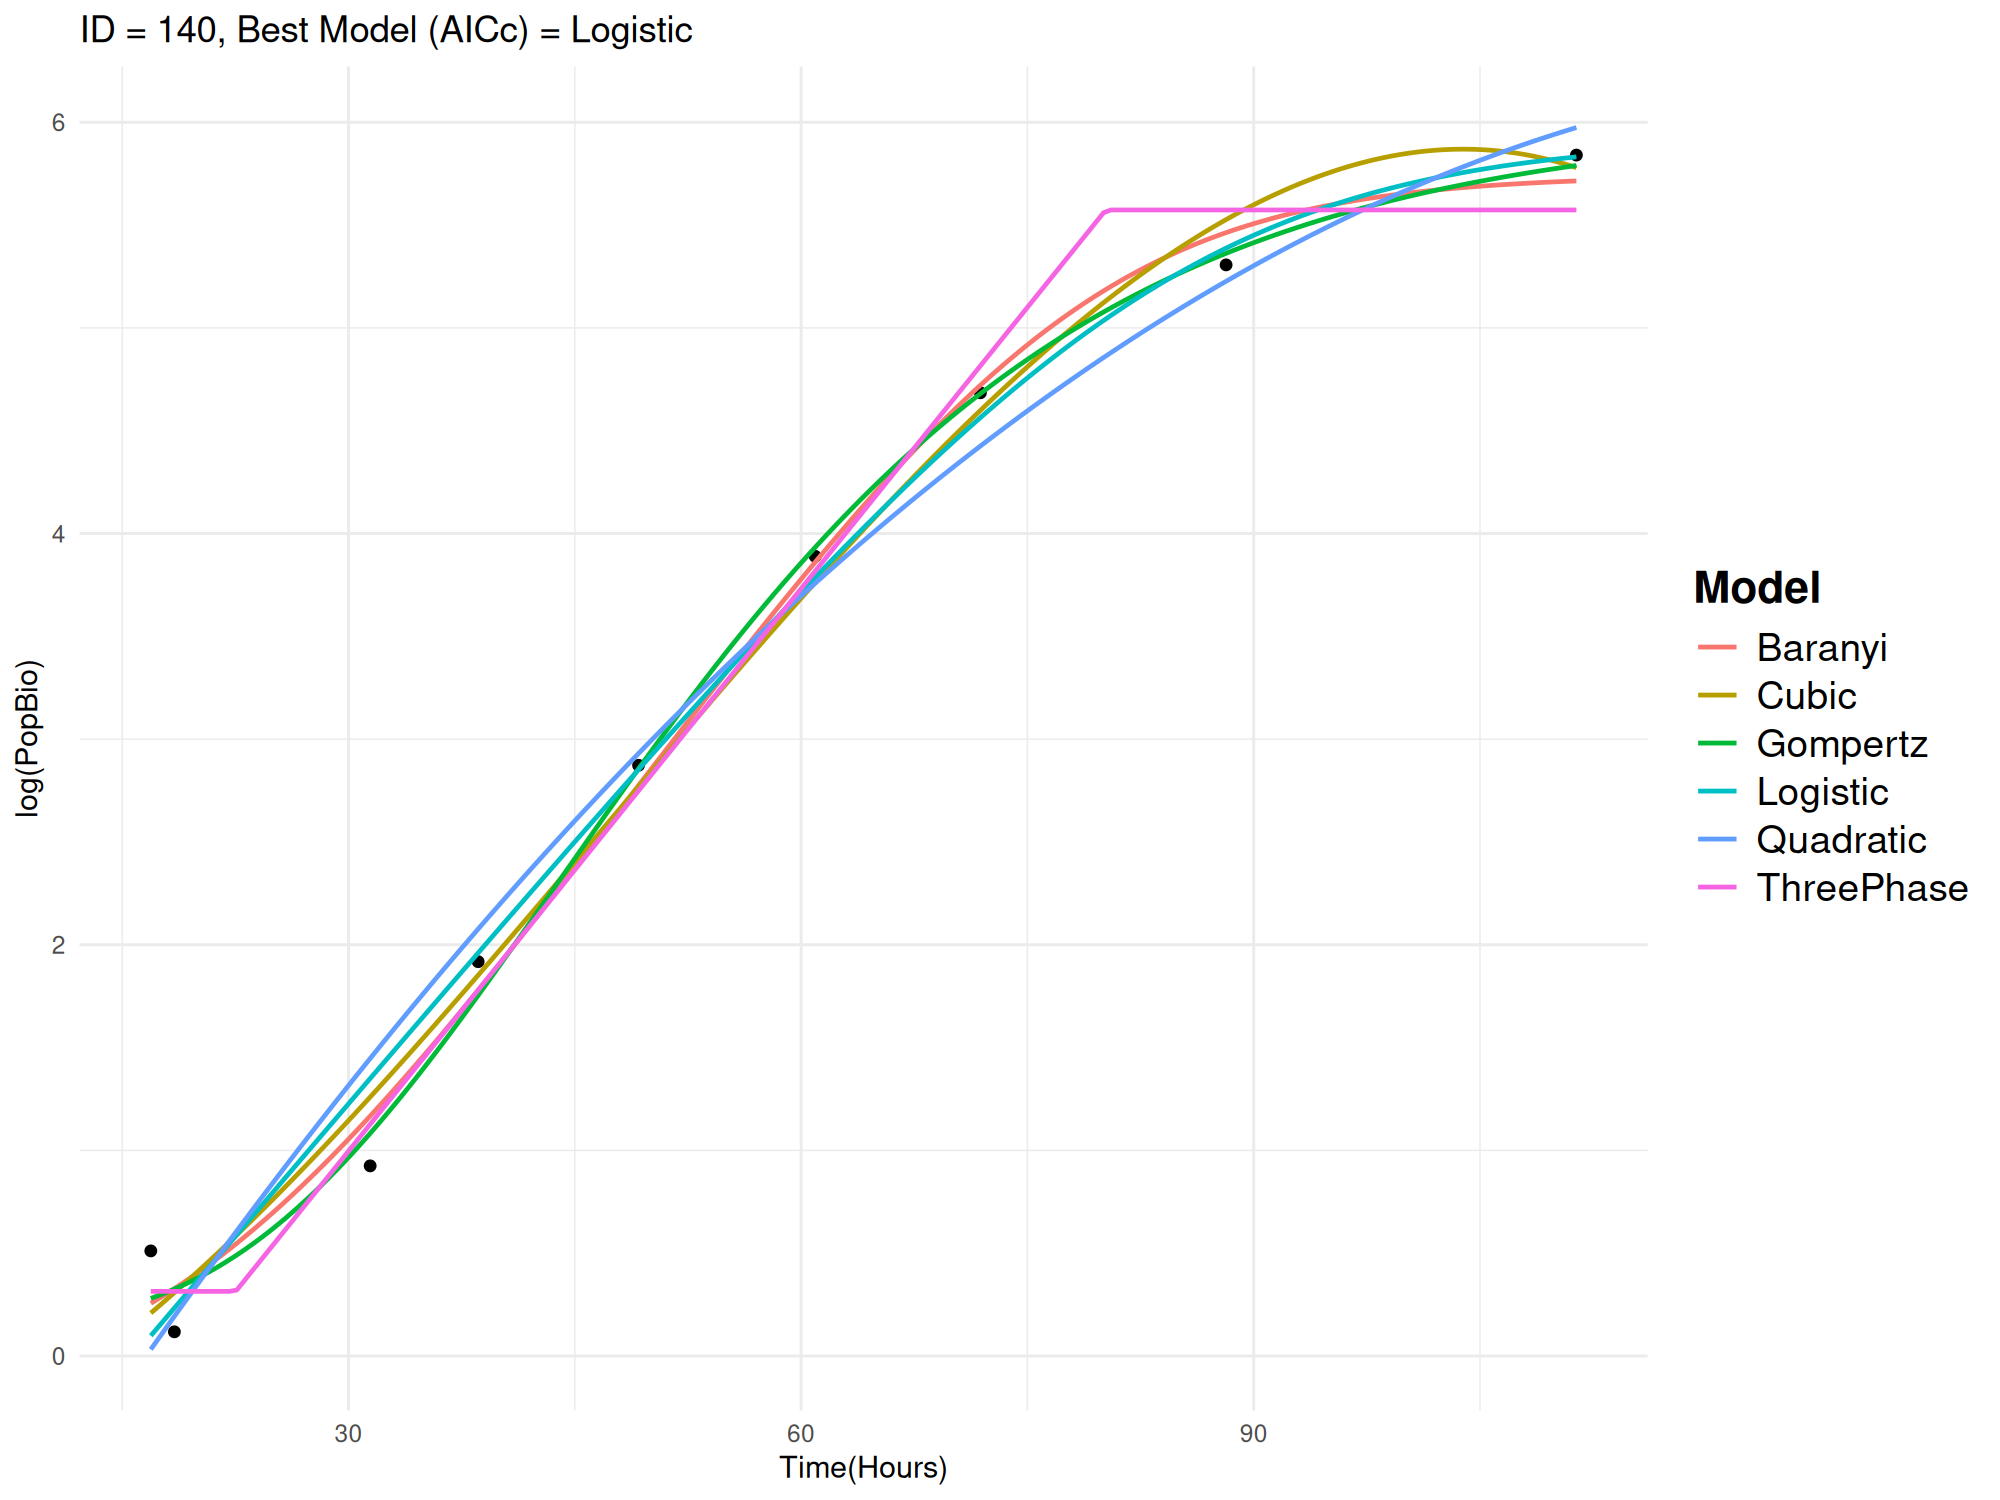 ID = 140, Best Model (AICc) = Logistic
6
4
2
0
log(PopBio)
30
60
90
Time(Hours)
Model
Baranyi
Cubic
Gompertz
Logistic
Quadratic
ThreePhase